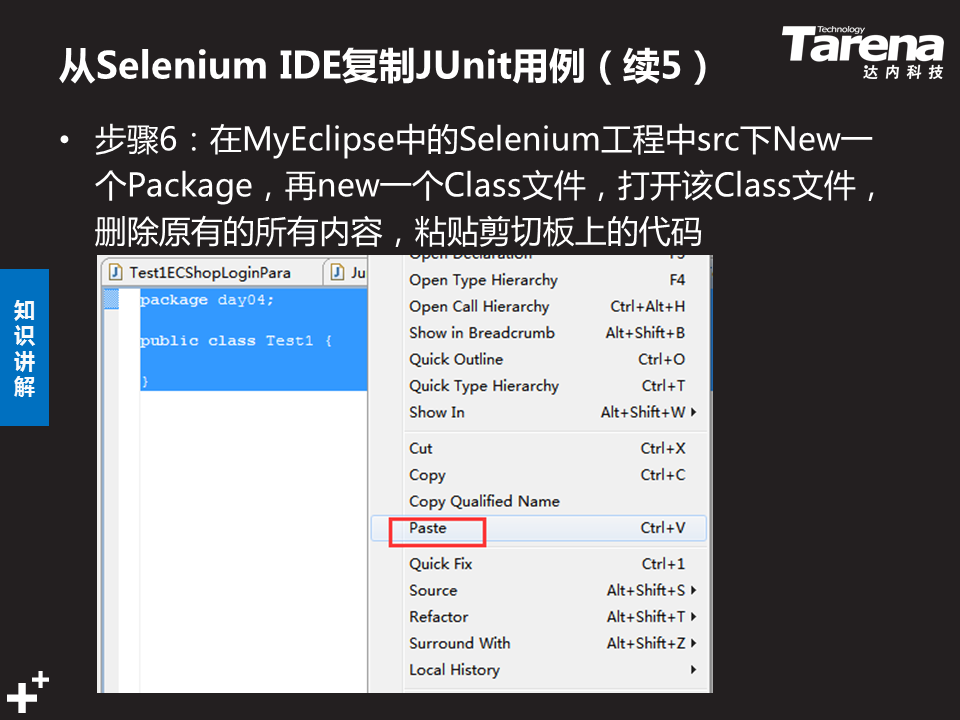 从Selenium IDE复制JUnit用例（续5）
Technology
Tarena
达内科技
• 步骤6：在MyEclipse中的Selenium工程中src下New一
个Package，再new一个Class文件，打开该Class文件，
删除原有的所有内容，粘贴剪切板上的代码
知识讲解
Test1ECShopLoginPara
Ju
package day04;
public class Test1 {
}
Open Declaration F3
Open Type Hierarchy F4
Open Call Hierarchy Ctrl+Alt+H
Show in Breadcrumb Alt+Shift+B
Quick Outline Ctrl+O
Quick Type Hierarchy Ctrl+T
Show In Alt+Shift+W
Cut Ctrl+X
Copy Ctrl+C
Copy Qualified Name
Paste Ctrl+V
Quick Fix Ctrl+1
Source Alt+Shift+S
Refactor Alt+Shift+T
Surround With Alt+Shift+Z
Local History